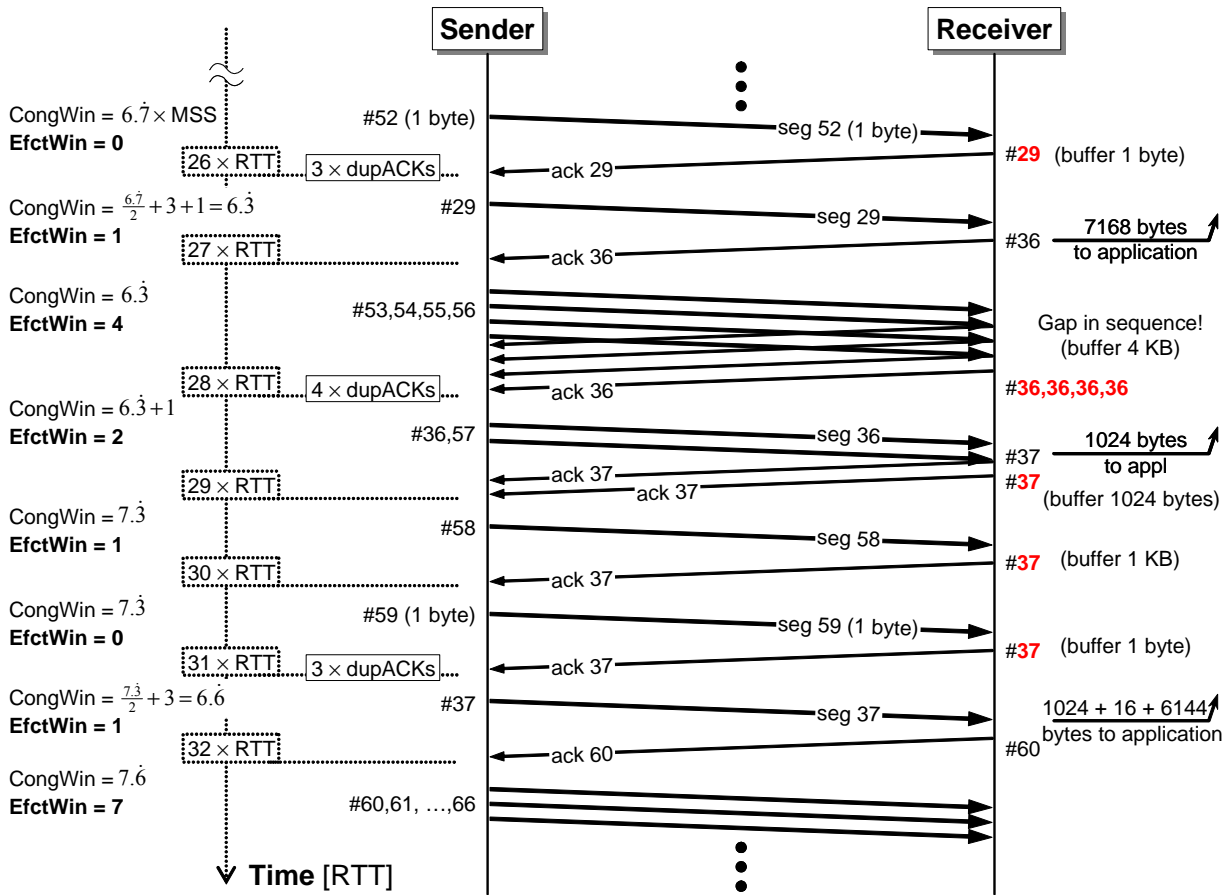 Sender
Receiver
CongWin = 6.7̇ × MSS
EfctWin = 0
#52 (1 byte)
seg 52 (1 byte)
#29 (buffer 1 byte)
26 × RTT
3 × dupACKs
ack 29
CongWin = 6.7̇/2 + 3 + 1 = 6.3̇
EfctWin = 1
#29
seg 29
#36
7168 bytes
to application
27 × RTT
ack 36
CongWin = 6.3̇
EfctWin = 4
#53,54,55,56
Gap in sequence!
(buffer 4 KB)
28 × RTT
4 × dupACKs
ack 36
#36,36,36,36
CongWin = 6.3̇+1
EfctWin = 2
#36,57
seg 36
#37
1024 bytes
to appl
29 × RTT
ack 37
ack 37
#37
(buffer 1024 bytes)
CongWin = 7.3̇
EfctWin = 1
#58
seg 58
30 × RTT
ack 37
#37 (buffer 1 KB)
CongWin = 7.3̇
EfctWin = 0
#59 (1 byte)
seg 59 (1 byte)
31 × RTT
3 × dupACKs
ack 37
#37 (buffer 1 byte)
CongWin = 7.3̇/2 + 3 = 6.6̇
EfctWin = 1
#37
seg 37
1024 + 16 + 6144
bytes to application
32 × RTT
ack 60
#60
CongWin = 7.6̇
EfctWin = 7
#60,61, …,66
Time [RTT]